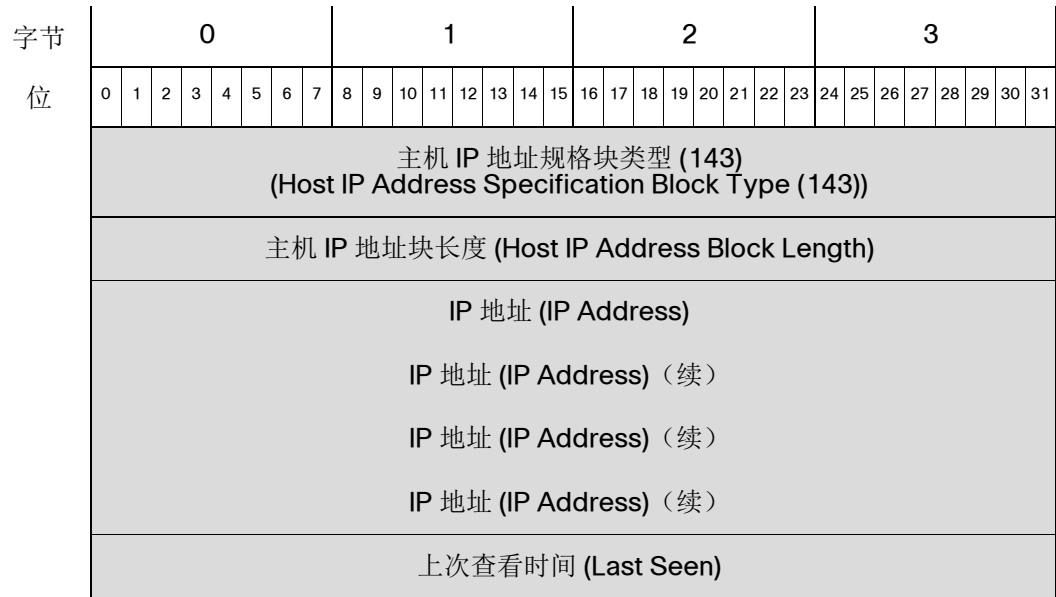 字节 0 1 2 3
位 0 1 2 3 4 5 6 7 8 9 10 11 12 13 14 15 16 17 18 19 20 21 22 23 24 25 26 27 28 29 30 31
主机 IP 地址规格块类型 (143)
(Host IP Address Specification Block Type (143))
主机 IP 地址块长度 (Host IP Address Block Length)
IP 地址 (IP Address)
IP 地址 (IP Address)（续）
IP 地址 (IP Address)（续）
IP 地址 (IP Address)（续）
上次查看时间 (Last Seen)